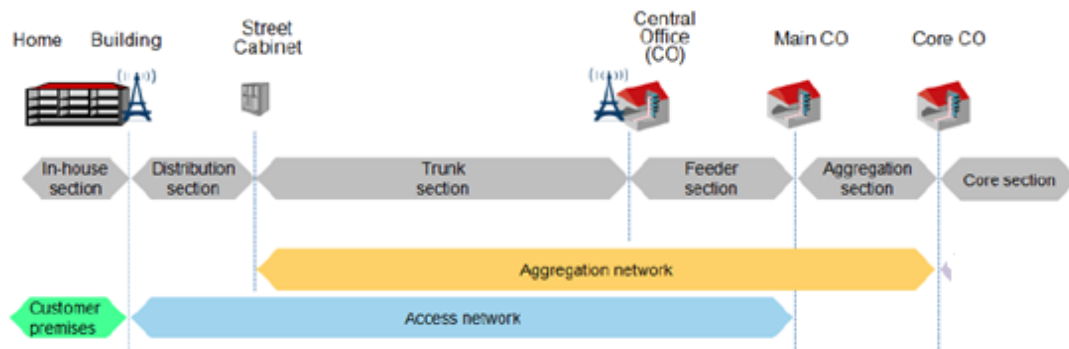 Home
Building
Street
Cabinet
Central
Office
(CO)
Main CO
Core CO
In-house
section
Distribution
section
Trunk
section
Feeder
section
Aggregation
section
Core section
Aggregation network
Customer
premises
Access network